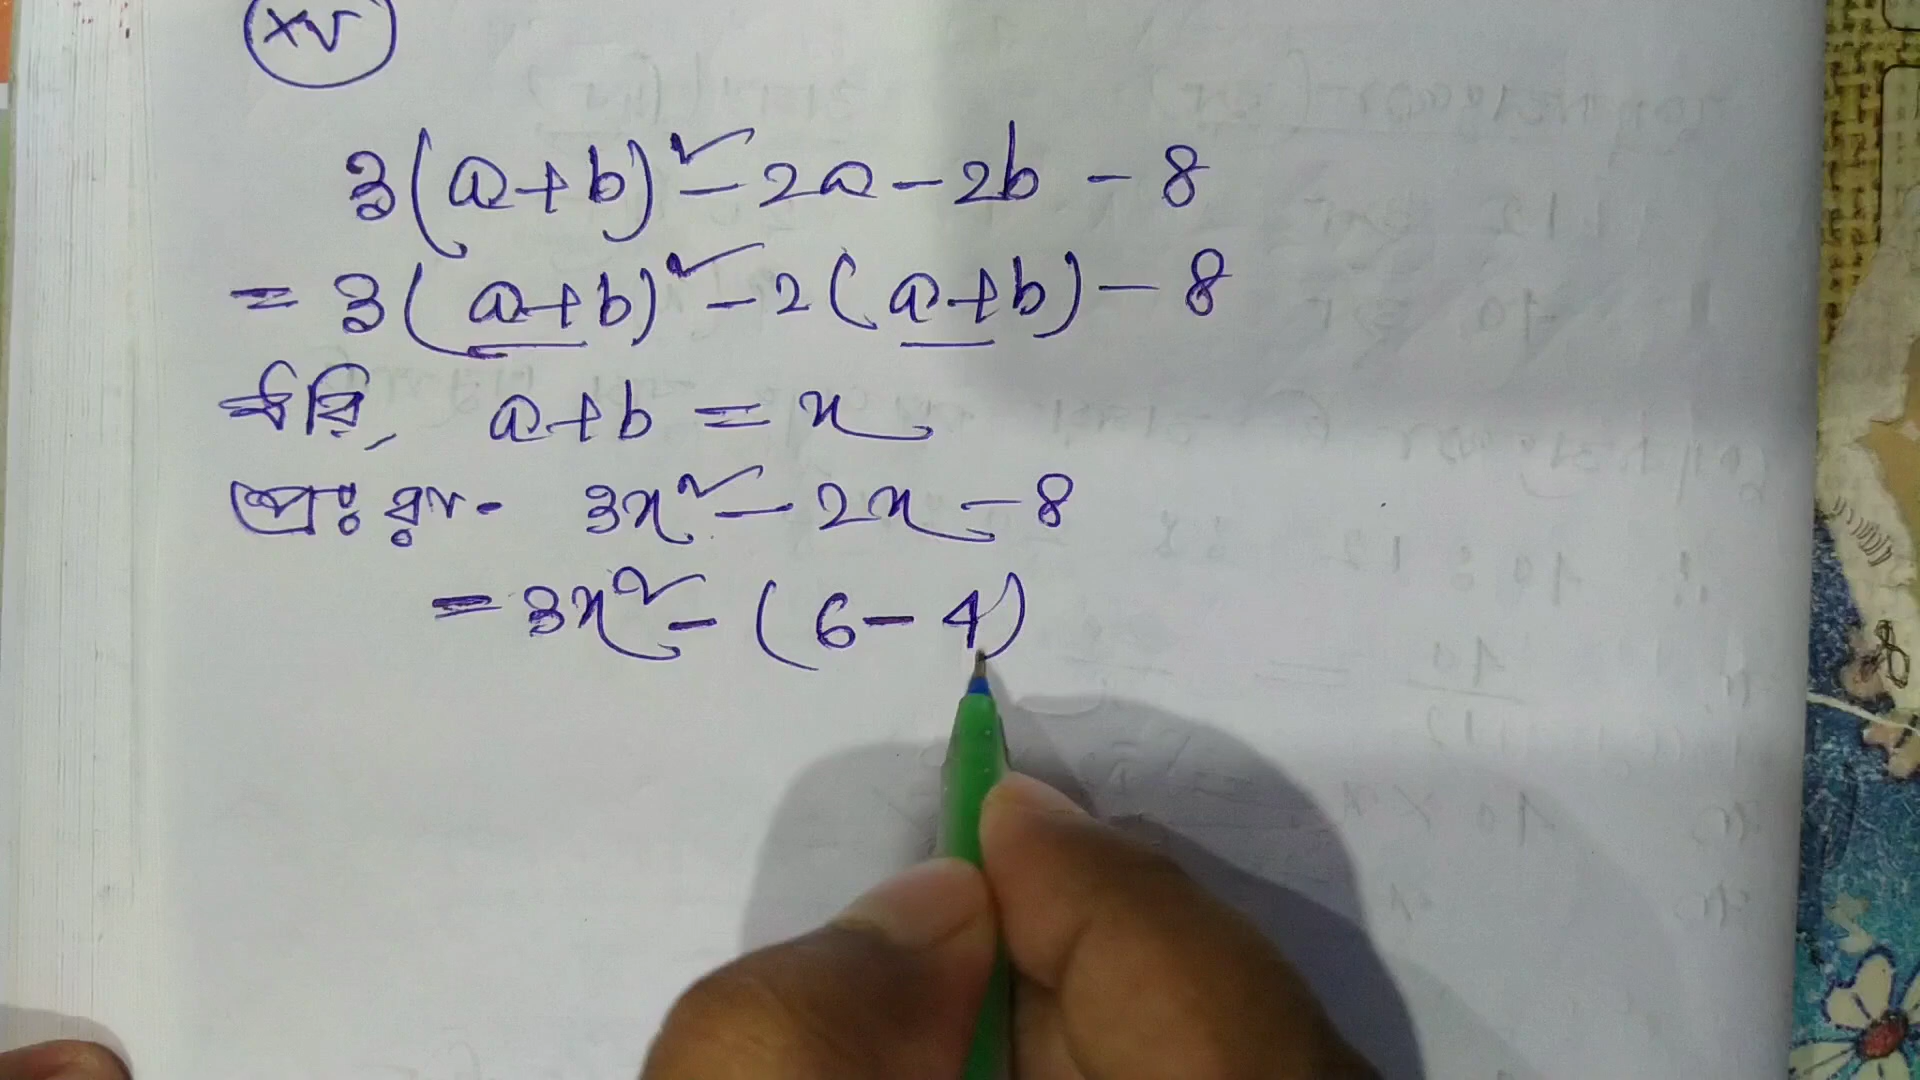 XV
3(a+b)² - 2a - 2b - 8
= 3(a+b)² - 2(a+b) - 8
ধরি, a+b = x
প্রঃ রাঃ - 3x² - 2x - 8
= 3x² - (6-4)